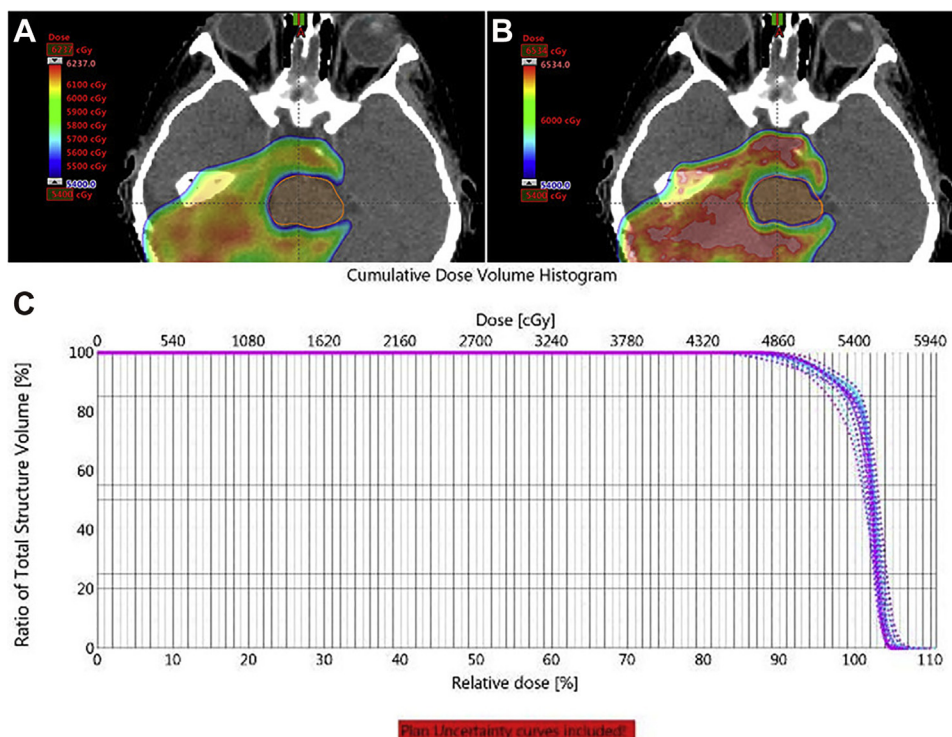 A
Dose
6237 cGy
6237.0
6100 cGy
6000 cGy
5900 cGy
5800 cGy
5700 cGy
5600 cGy
5500 cGy
5400.0
5400 cGy
A
B
Dose
6534 cGy
6534.0
6000 cGy
5400.0
5400 cGy
A
Cumulative Dose Volume Histogram
C
Dose [cGy]
0 540 1080 1620 2160 2700 3240 3780 4320 4860 5400 5940
Ratio of Total Structure Volume [%]
100
80
60
40
20
0
0 10 20 30 40 50 60 70 80 90 100 110
Relative dose [%]
Plan Uncertainty curves included!